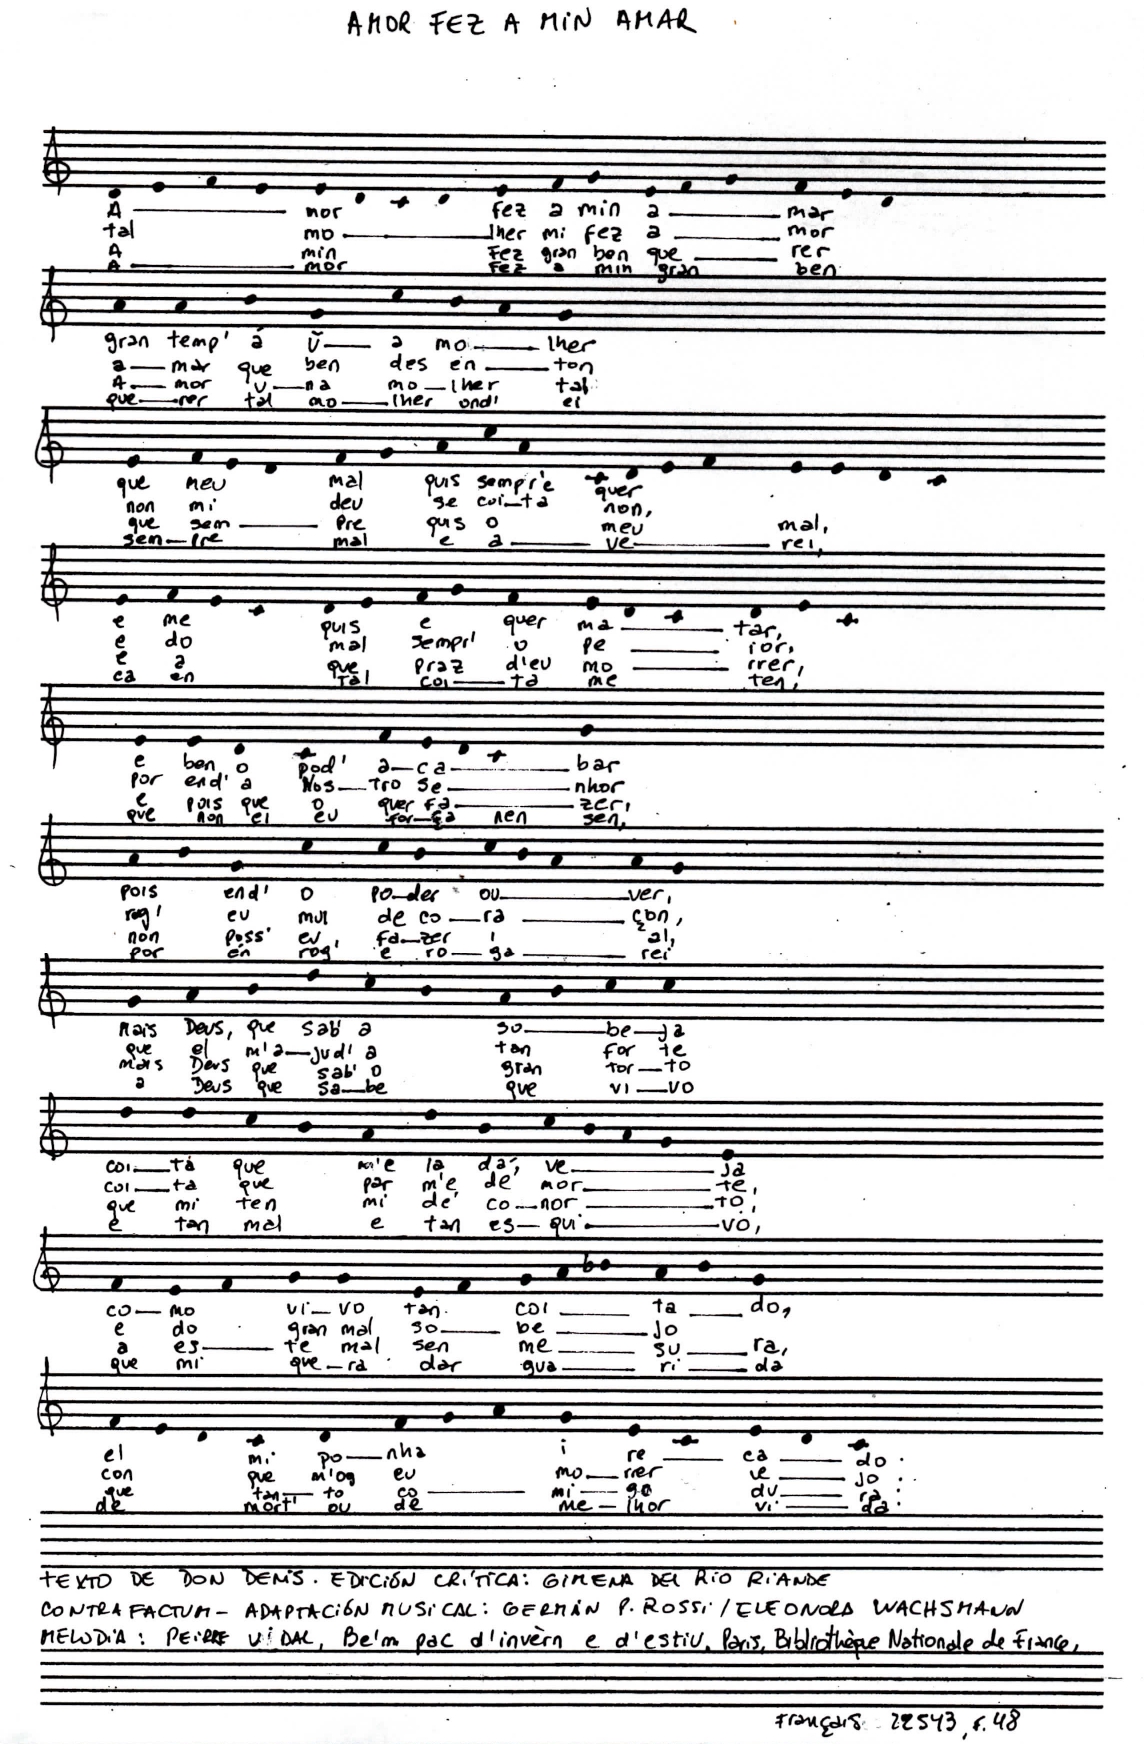 AMOR FEZ A MIN AMAR
A mor fez a min a mar
tal mo lher mi fez a mor
A min fez gran ben que rer
A mor fez a min gran ben
gran temp' á ũ a mo lher
a mar que ben des en ton
A mor u na mo lher tal
que rer tal mo lher ond' ei
que meu mal quis sempr'e quer
non mi deu se coi ta non,
que sem pre quis o meu mal,
sem pre mal e a ve rei,
e me quis e quer ma tar,
e do mal sempr' o pe ior,
e a que praz d'eu mo rrer,
ca en tal coi ta me ten,
e ben o pod' a ca bar
por end' a Nos tro se nhor
e pois que o quer fa zer,
que non ei eu for ça nen sen,
pois end' o po der ou ver,
rog' eu mui de co ra çon,
non poss' eu fa zer i al,
por én rog' e ro ga rei
Mais Deus, que sab' a so be ja
que el m'a jud' a tan for te
mais Deus que sab' o gran tor to
a Deus que sa be que vi vo
coi ta que m'e la dá, ve ja
coi ta que par m'é de mor te,
que mi ten mi dé co nor to,
e tan mal e tan es qui vo,
co mo vi vo tan coi ta do,
e do gran mal so be jo
a es te mal sen me su ra,
que mi que ra dar gua ri da
el mi po nha i re ca do.
con que m'og eu mo rrer ve jo.
que tan to co mi go du ra.
de mort' ou de me lhor vi da
TEXTO DE DON DENIS. EDICIÓN CRÍTICA: GIMENA DEL RIO RIANDE
CONTRAFACTUM - ADAPTACIÓN MUSICAL: GERMÁN P. ROSSI / ELEONORA WACHSMANN
MELODIA: PEIRE VIDAL, Be'm pac d'invèrn e d'estiu. Paris, Bibliothèque Nationale de France,
Français 22543, f. 48